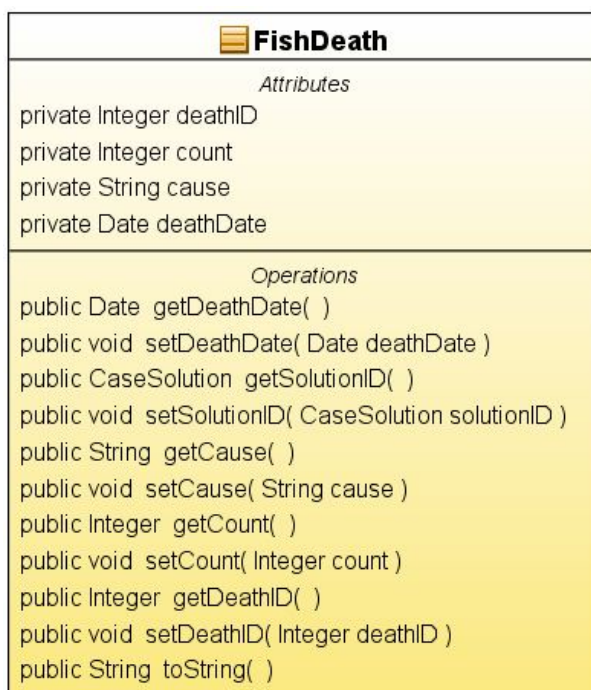 FishDeath
Attributes
private Integer deathID
private Integer count
private String cause
private Date deathDate
Operations
public Date getDeathDate( )
public void setDeathDate( Date deathDate )
public CaseSolution getSolutionID( )
public void setSolutionID( CaseSolution solutionID )
public String getCause( )
public void setCause( String cause )
public Integer getCount( )
public void setCount( Integer count )
public Integer getDeathID( )
public void setDeathID( Integer deathID )
public String toString( )